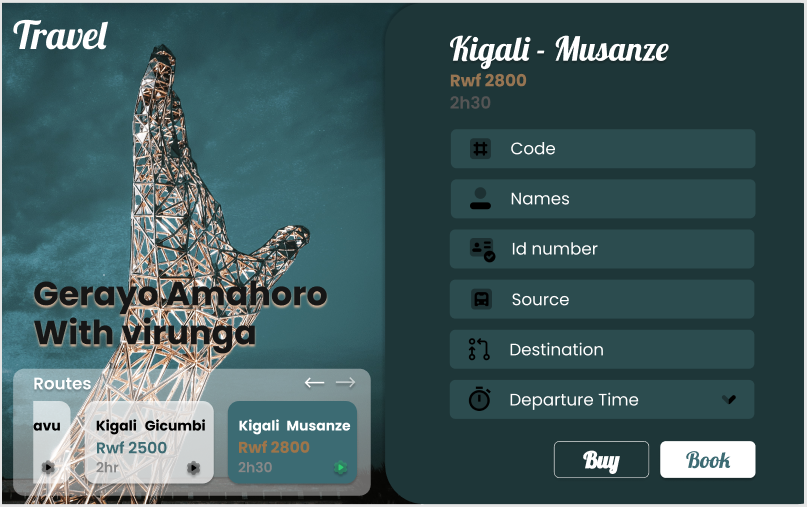 Travel
Gerayo Amahoro
With virunga
Routes
avu
Kigali Gicumbi
Rwf 2500
2hr
Kigali Musanze
Rwf 2800
2h30
Kigali - Musanze
Rwf 2800
2h30
Code
Names
Id number
Source
Destination
Departure Time
Buy
Book